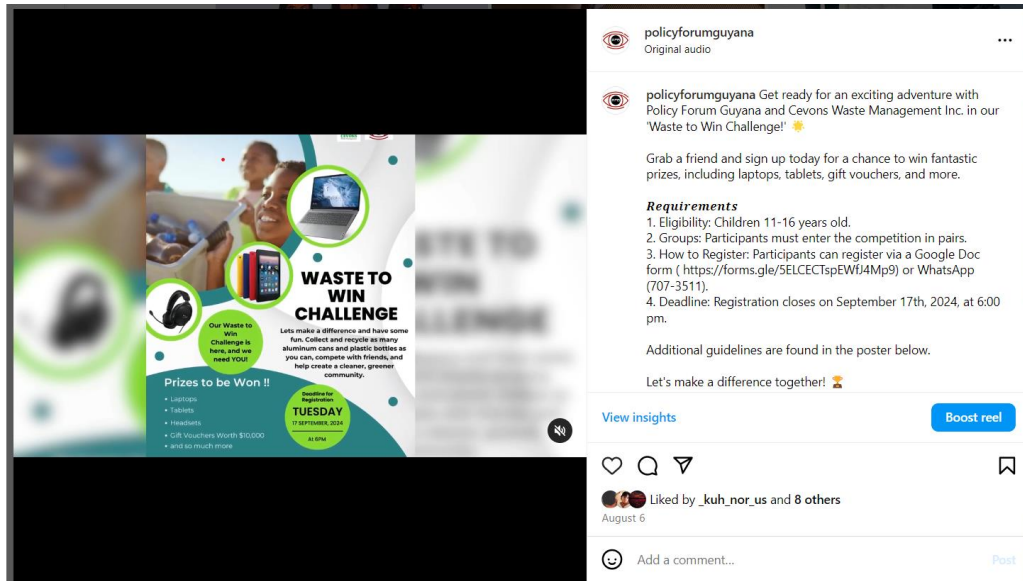 policyforumguyana
Original audio
policyforumguyana Get ready for an exciting adventure with
Policy Forum Guyana and Cevons Waste Management Inc. in our
'Waste to Win Challenge!' 🌟
Grab a friend and sign up today for a chance to win fantastic
prizes, including laptops, tablets, gift vouchers, and more.
Requirements
1. Eligibility: Children 11-16 years old.
2. Groups: Participants must enter the competition in pairs.
3. How to Register: Participants can register via a Google Doc
form ( https://forms.gle/5ELCECTspEWfJ4Mp9) or WhatsApp
(707-3511).
4. Deadline: Registration closes on September 17th, 2024, at 6:00
pm.
Additional guidelines are found in the poster below.
Let's make a difference together! 🏆
View insights
Boost reel
Liked by _kuh_nor_us and 8 others
August 6
Add a comment...
Post
WASTE TO
WIN
CHALLENGE
Lets make a difference and have some
fun. Collect and recycle as many
aluminum cans and plastic bottles as
you can, compete with friends, and
help create a cleaner, greener
community.
Our Waste to
Win
Challenge is
here, and we
need YOU!
Prizes to be Won !!
• Laptops
• Tablets
• Headsets
• Gift Vouchers Worth $10,000
• and so much more
Deadline for
Registration
TUESDAY
17 SEPTEMBER, 2024
At 6PM